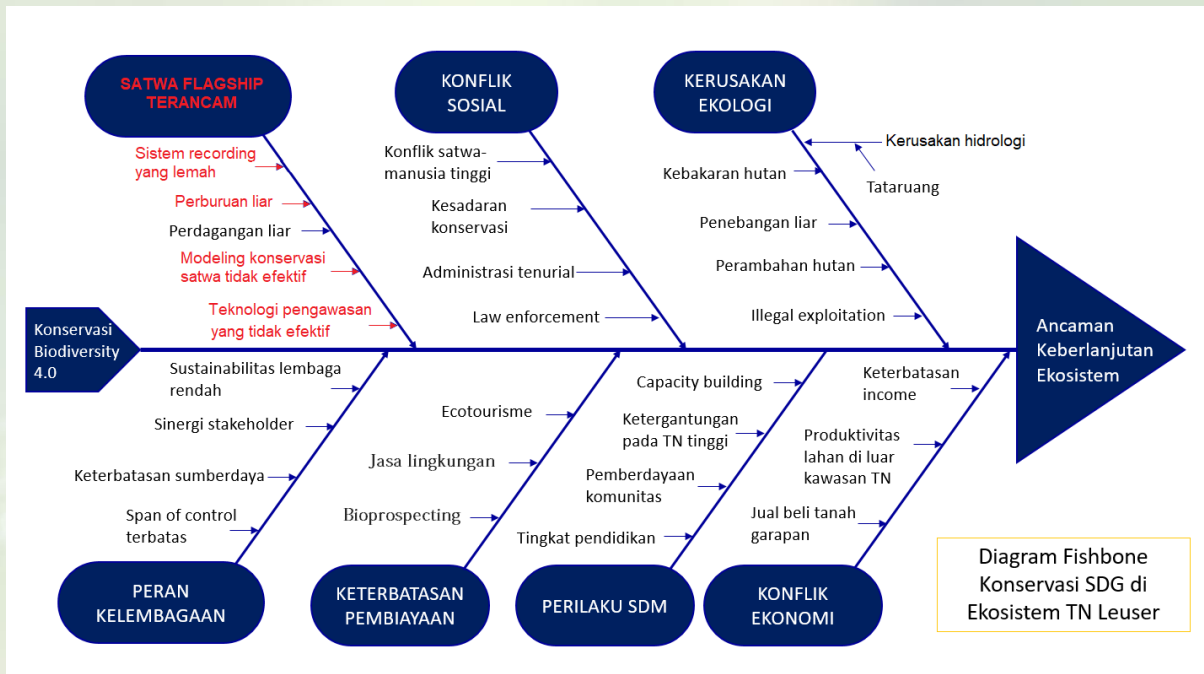 SATWA FLAGSHIP
TERANCAM
Sistem recording
yang lemah
Perburuan liar
Perdagangan liar
Modeling konservasi
satwa tidak efektif
Teknologi pengawasan
yang tidak efektif
KONFLIK
SOSIAL
Konflik satwa-
manusia tinggi
Kesadaran
konservasi
Administrasi tenurial
Law enforcement
KERUSAKAN
EKOLOGI
Kerusakan hidrologi
Tataruang
Kebakaran hutan
Penebangan liar
Perambahan hutan
Illegal exploitation
Konservasi
Biodiversity
4.0
Ancaman
Keberlanjutan
Ekosistem
Sustainabilitas lembaga
rendah
Sinergi stakeholder
Keterbatasan sumberdaya
Span of control
terbatas
PERAN
KELEMBAGAAN
Ecotourisme
Jasa lingkungan
Bioprospecting
KETERBATASAN
PEMBIAYAAN
Capacity building
Ketergantungan
pada TN tinggi
Pemberdayaan
komunitas
Tingkat pendidikan
PERILAKU SDM
Keterbatasan
income
Produktivitas
lahan di luar
kawasan TN
Jual beli tanah
garapan
KONFLIK
EKONOMI
Diagram Fishbone
Konservasi SDG di
Ekosistem TN Leuser